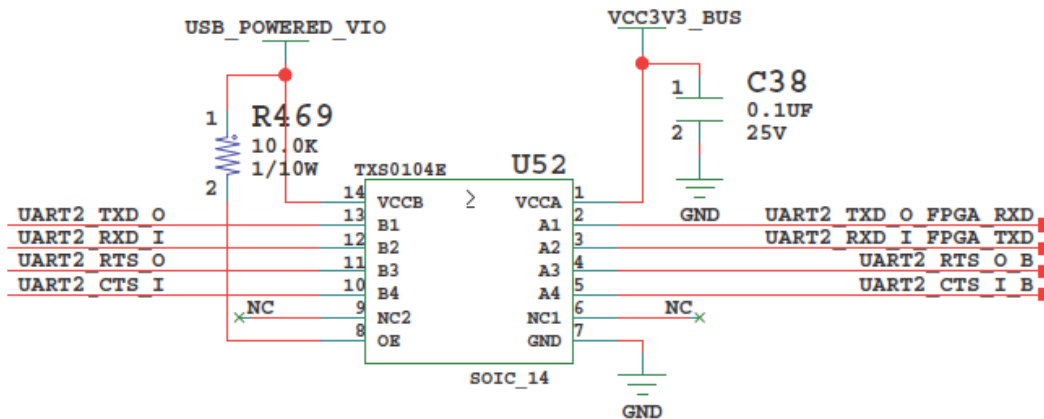 USB_POWERED_VIO
VCC3V3_BUS
1
R469
10.0K
1/10W
2
1
C38
0.1UF
25V
2
GND
TXS0104E
U52
14 VCCB
VCCA 1
UART2_TXD_O
13 B1
A1 2
UART2_TXD_O_FPGA_RXD
UART2_RXD_I
12 B2
A2 3
UART2_RXD_I_FPGA_TXD
UART2_RTS_O
11 B3
A3 4
UART2_RTS_O_B
UART2_CTS_I
10 B4
A4 5
UART2_CTS_I_B
NC
9 NC2
NC1 6
NC
8 OE
GND 7
SOIC_14
GND